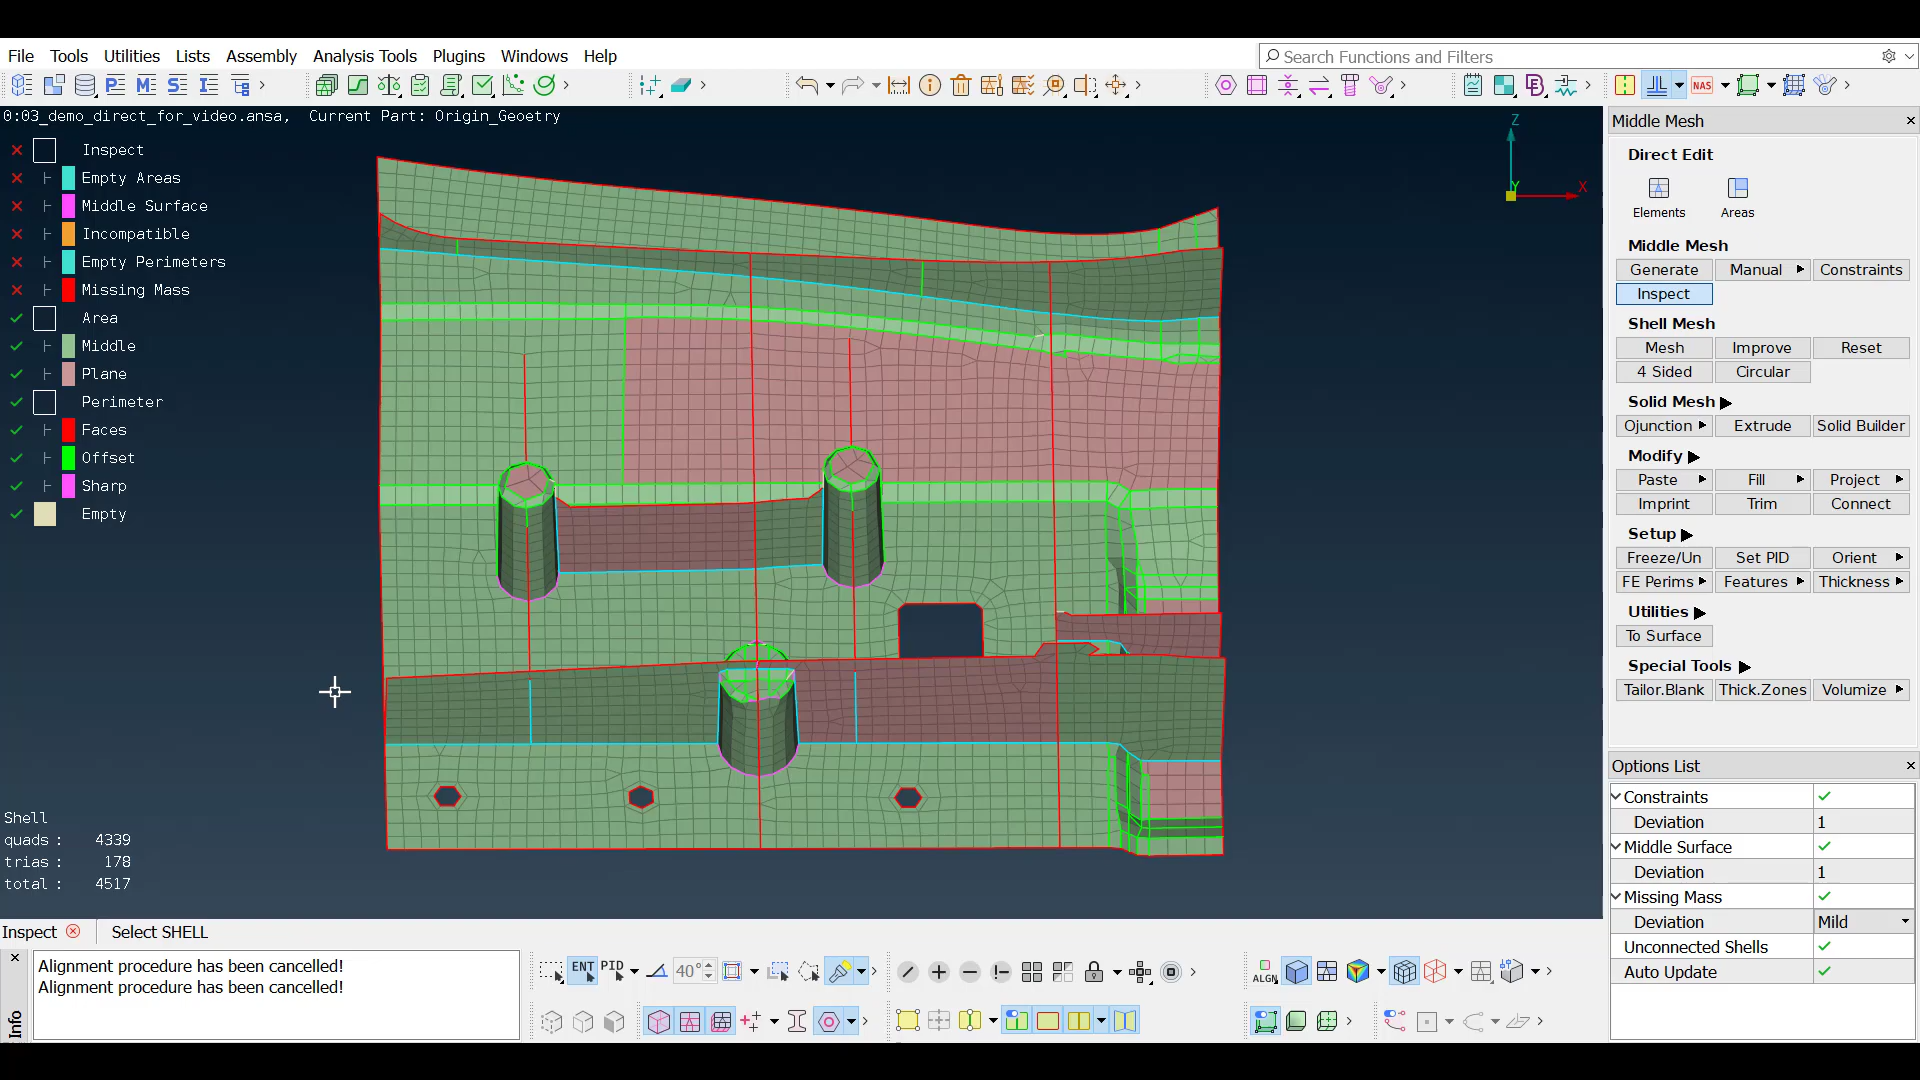 File Tools Utilities Lists Assembly Analysis Tools Plugins Windows Help
Search Functions and Filters
NAS
0:03_demo_direct_for_video.ansa, Current Part: Origin_Geoetry
Inspect
Empty Areas
Middle Surface
Incompatible
Empty Perimeters
Missing Mass
Area
Middle
Plane
Perimeter
Faces
Offset
Sharp
Empty
Z
Y
X
Shell
quads : 4339
trias : 178
total : 4517
Middle Mesh
Direct Edit
Elements Areas
Middle Mesh
Generate Manual Constraints
Inspect
Shell Mesh
Mesh Improve Reset
4 Sided Circular
Solid Mesh
Ojunction Extrude Solid Builder
Modify
Paste Fill Project
Imprint Trim Connect
Setup
Freeze/Un Set PID Orient
FE Perims Features Thickness
Utilities
To Surface
Special Tools
Tailor.Blank Thick.Zones Volumize
Options List
Constraints
Deviation 1
Middle Surface
Deviation 1
Missing Mass
Deviation Mild
Unconnected Shells
Auto Update
Inspect Select SHELL
Info
Alignment procedure has been cancelled!
Alignment procedure has been cancelled!
ENT PID 40°
ALGN